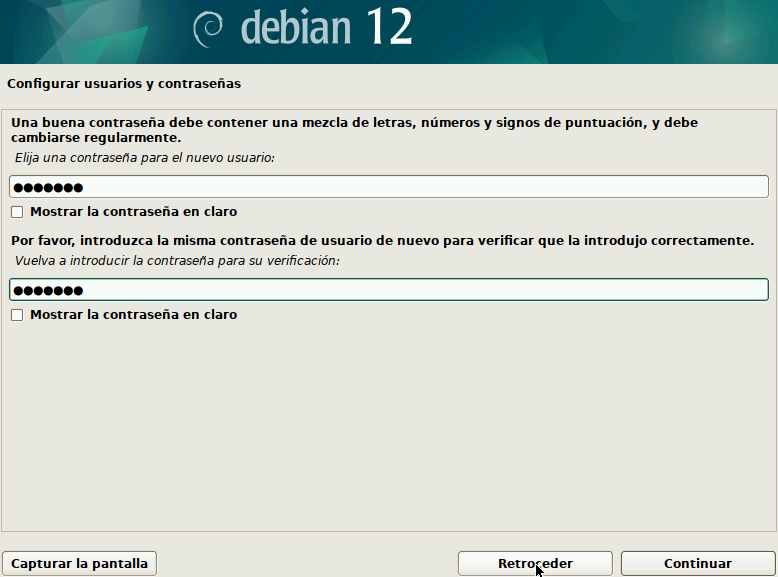 debian 12
Configurar usuarios y contraseñas
Una buena contraseña debe contener una mezcla de letras, números y signos de puntuación, y debe
cambiarse regularmente.
Elija una contraseña para el nuevo usuario:
●●●●●●●
Mostrar la contraseña en claro
Por favor, introduzca la misma contraseña de usuario de nuevo para verificar que la introdujo correctamente.
Vuelva a introducir la contraseña para su verificación:
●●●●●●●
Mostrar la contraseña en claro
Capturar la pantalla
Retroceder
Continuar